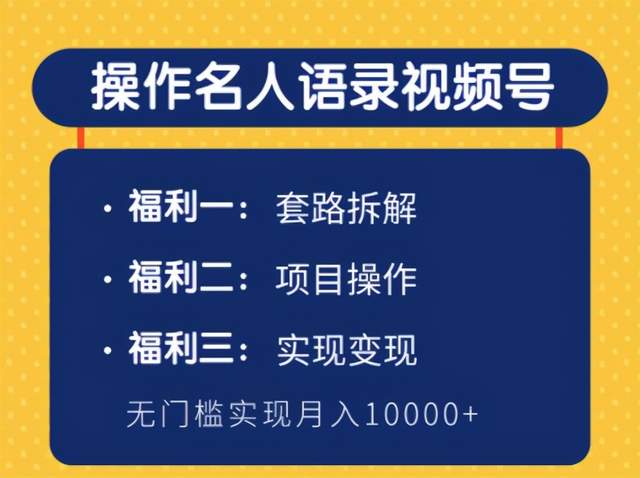 操作名人语录视频号
· 福利一：套路拆解
· 福利二：项目操作
· 福利三：实现变现
无门槛实现月入10000+